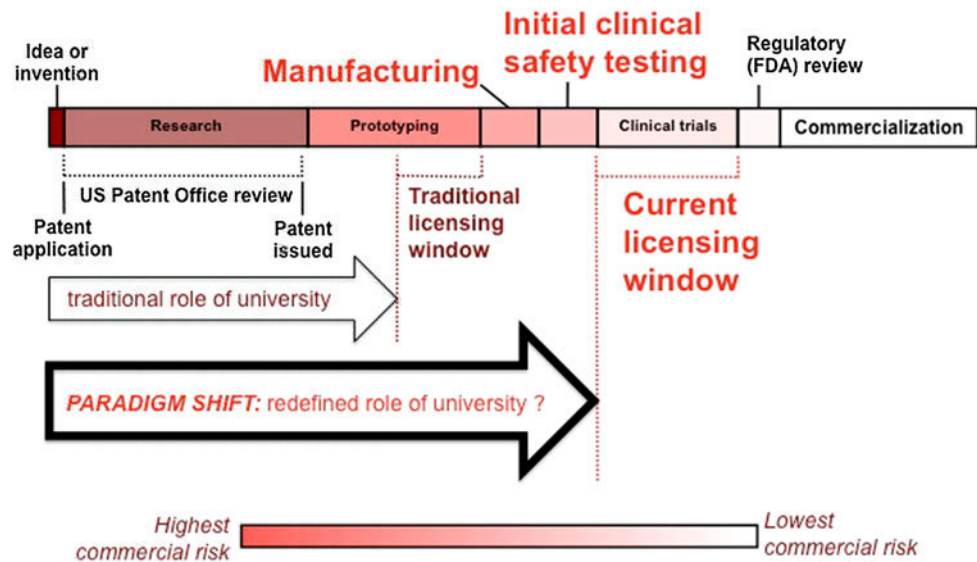 Idea or
invention
Manufacturing
Initial clinical
safety testing
Regulatory
(FDA) review
Research
Prototyping
Clinical trials
Commercialization
US Patent Office review
Patent
application
Patent
issued
Traditional
licensing
window
Current
licensing
window
traditional role of university
PARADIGM SHIFT: redefined role of university ?
Highest
commercial risk
Lowest
commercial risk